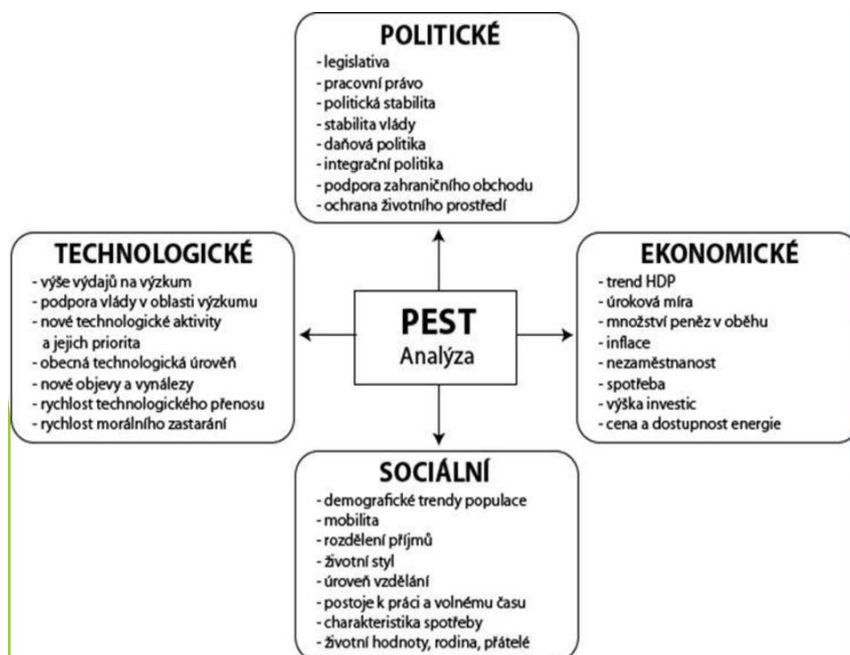 POLITICKÉ
- legislativa
- pracovní právo
- politická stabilita
- stabilita vlády
- daňová politika
- integrační politika
- podpora zahraničního obchodu
- ochrana životního prostředí
TECHNOLOGICKÉ
- výše výdajů na výzkum
- podpora vlády v oblasti výzkumu
- nové technologické aktivity
a jejich priorita
- obecná technologická úrověň
- nové objevy a vynálezy
- rychlost technologického přenosu
- rychlost morálního zastarání
PEST
Analýza
EKONOMICKÉ
- trend HDP
- úroková míra
- množství peněz v oběhu
- inflace
- nezaměstnanost
- spotřeba
- výška investic
- cena a dostupnost energie
SOCIÁLNÍ
- demografické trendy populace
- mobilita
- rozdělení příjmů
- životní styl
- úroveň vzdělání
- postoje k práci a volnému času
- charakteristika spotřeby
- životní hodnoty, rodina, přátelé